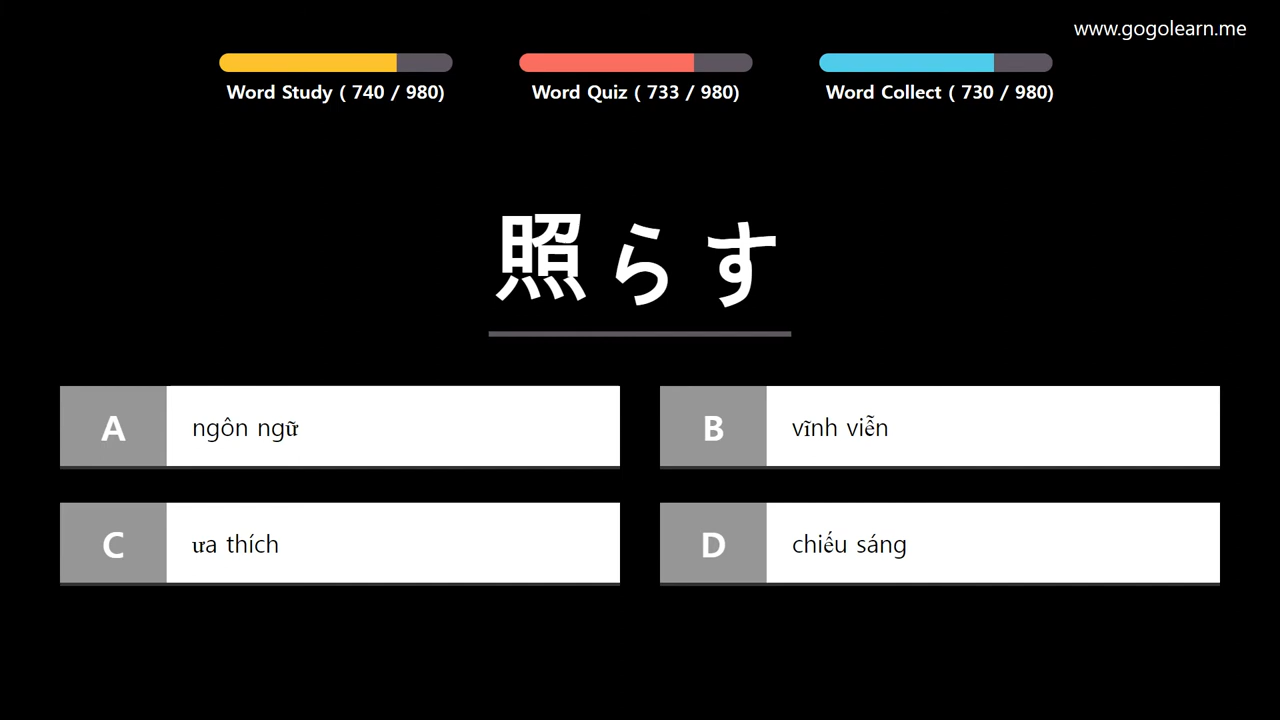 www.gogolearn.me
Word Study ( 740 / 980)
Word Quiz ( 733 / 980)
Word Collect ( 730 / 980)
照らす
A ngôn ngữ
B vĩnh viễn
C ưa thích
D chiếu sáng